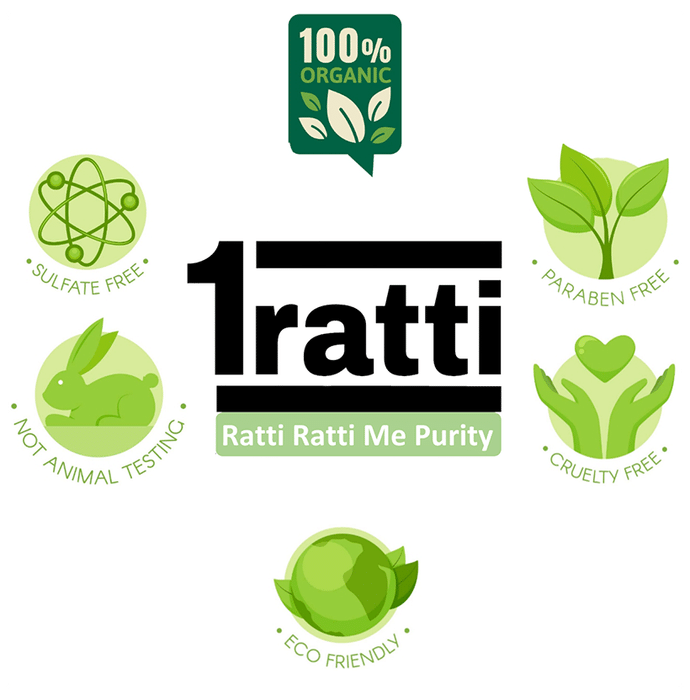 100%
ORGANIC
SULFATE FREE
PARABEN FREE
1ratti
Ratti Ratti Me Purity
NOT ANIMAL TESTING
CRUELTY FREE
ECO FRIENDLY